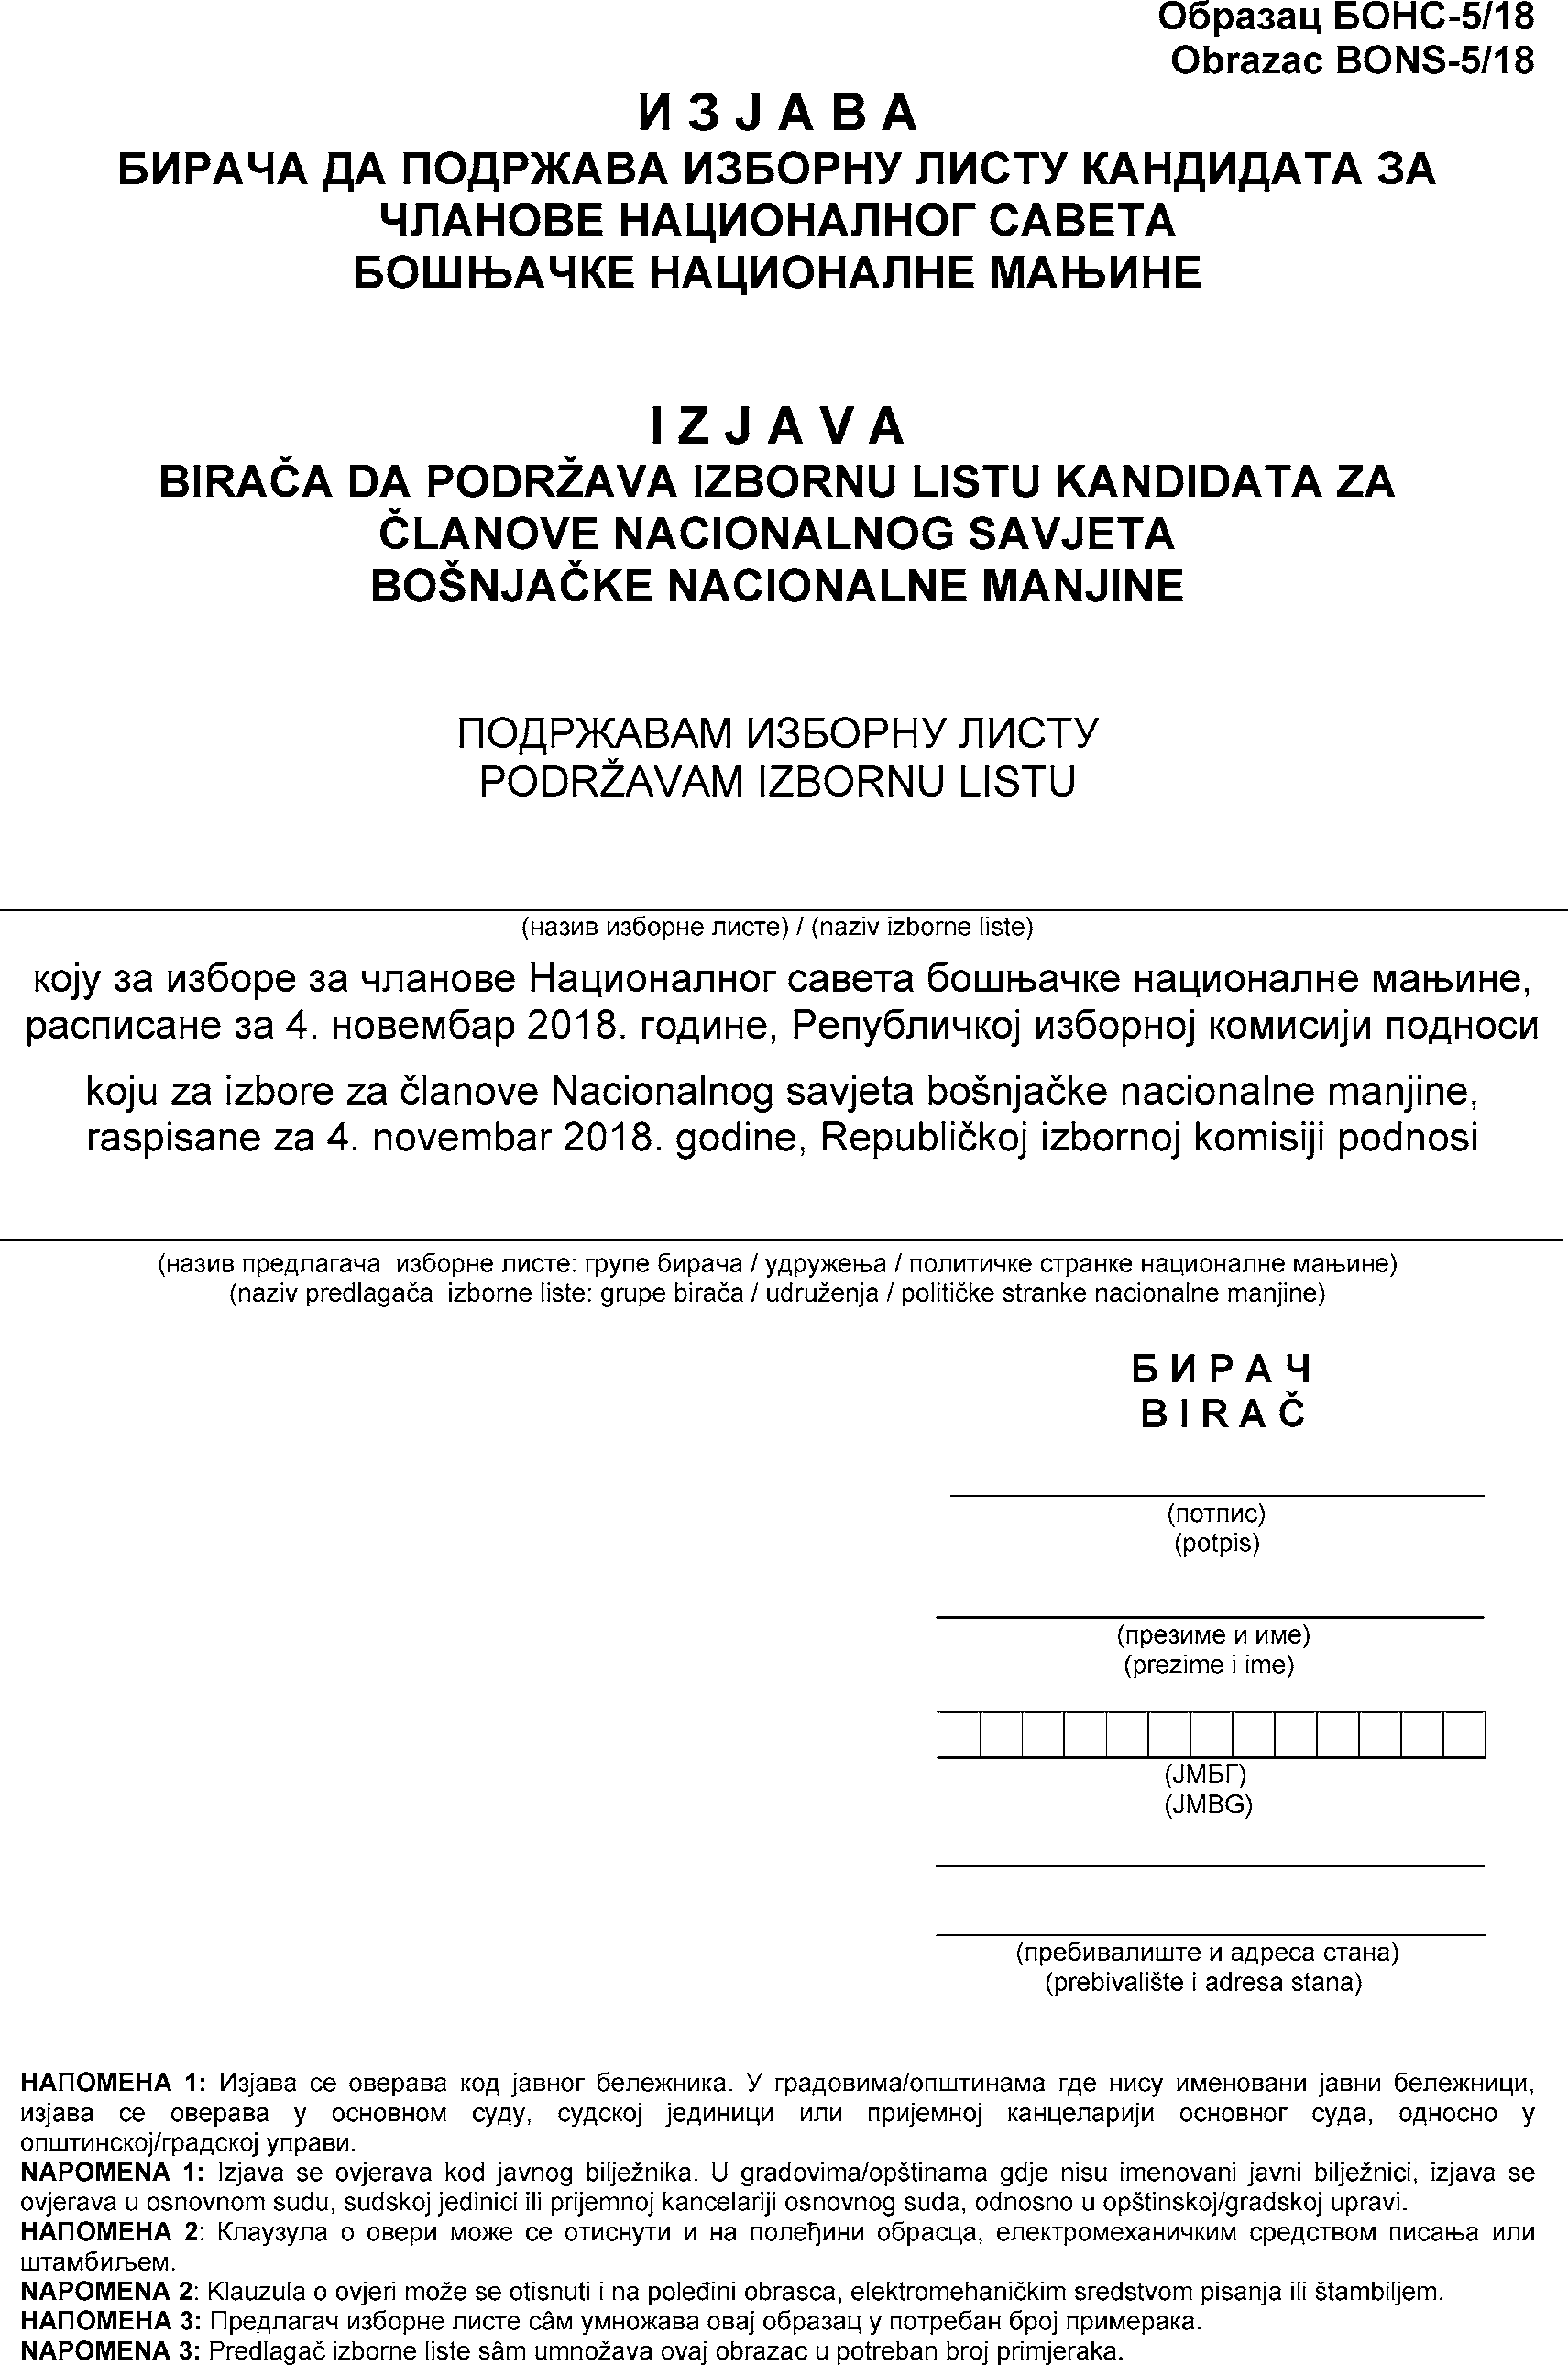 Образац БОНС-5/18
Obrazac BONS-5/18
И З Ј А В А
БИРАЧА ДА ПОДРЖАВА ИЗБОРНУ ЛИСТУ КАНДИДАТА ЗА
ЧЛАНОВЕ НАЦИОНАЛНОГ САВЕТА
БОШЊАЧКЕ НАЦИОНАЛНЕ МАЊИНЕ
I Z J A V A
BIRAČA DA PODRŽAVA IZBORNU LISTU KANDIDATA ZA
ČLANOVE NACIONALNOG SAVJETA
BOŠNJAČKE NACIONALNE MANJINE
ПОДРЖАВАМ ИЗБОРНУ ЛИСТУ
PODRŽAVAM IZBORNU LISTU
(назив изборне листе) / (naziv izborne liste)
коју за изборе за чланове Националног савета бошњачке националне мањине,
расписане за 4. новембар 2018. године, Републичкој изборној комисији подноси
koju za izbore za članove Nacionalnog savjeta bošnjačke nacionalne manjine,
raspisane za 4. novembar 2018. godine, Republičkoj izbornoj komisiji podnosi
(назив предлагача изборне листе: групе бирача / удружења / политичке странке националне мањине)
(naziv predlagača izborne liste: grupe birača / udruženja / političke stranke nacionalne manjine)
Б И Р А Ч
B I R A Č
(потпис)
(potpis)
(презиме и име)
(prezime i ime)
(ЈМБГ)
(JMBG)
(пребивалиште и адреса стана)
(prebivalište i adresa stana)
НАПОМЕНА 1: Изјава се оверава код јавног бележника. У градовима/општинама где нису именовани јавни бележници,
изјава се оверава у основном суду, судској јединици или пријемној канцеларији основног суда, односно у
општинској/градској управи.
NAPOMENA 1: Izjava se ovjerava kod javnog bilježnika. U gradovima/opštinama gdje nisu imenovani javni bilježnici, izjava se
ovjerava u osnovnom sudu, sudskoj jedinici ili prijemnoj kancelariji osnovnog suda, odnosno u opštinskoj/gradskoj upravi.
НАПОМЕНА 2: Клаузула о овери може се отиснути и на полеђини обрасца, електромеханичким средством писања или
штамбиљем.
NAPOMENA 2: Klauzula o ovjeri može se otisnuti i na poleđini obrasca, elektromehaničkim sredstvom pisanja ili štambiljem.
НАПОМЕНА 3: Предлагач изборне листе сâм умножава овај образац у потребан број примерака.
NAPOMENA 3: Predlagač izborne liste sâm umnožava ovaj obrazac u potreban broj primjeraka.